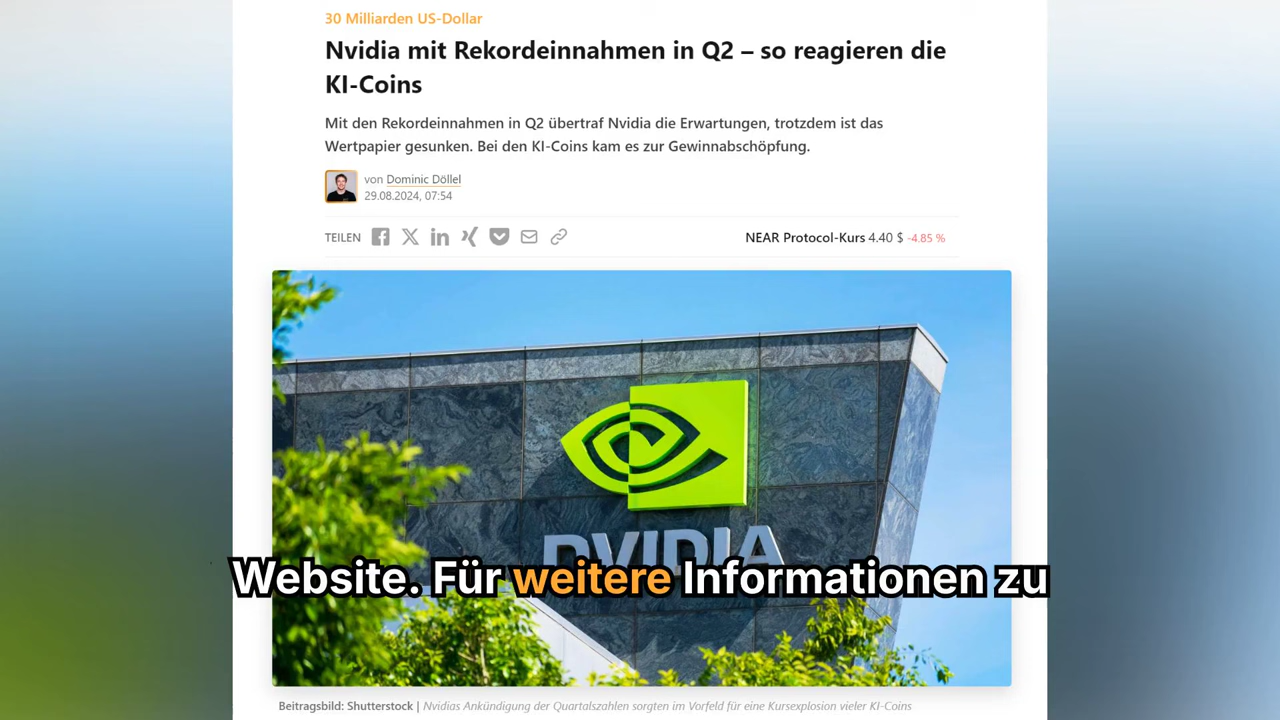 30 Milliarden US-Dollar
Nvidia mit Rekordeinnahmen in Q2 – so reagieren die
KI-Coins
Mit den Rekordeinnahmen in Q2 übertraf Nvidia die Erwartungen, trotzdem ist das
Wertpapier gesunken. Bei den KI-Coins kam es zur Gewinnabschöpfung.
von Dominic Döllel
29.08.2024, 07:54
TEILEN
NEAR Protocol-Kurs 4.40 $ -4.85 %
NVIDIA
Website. Für weitere Informationen zu
Beitragsbild: Shutterstock | Nvidias Ankündigung der Quartalszahlen sorgten im Vorfeld für eine Kursexplosion vieler KI-Coins